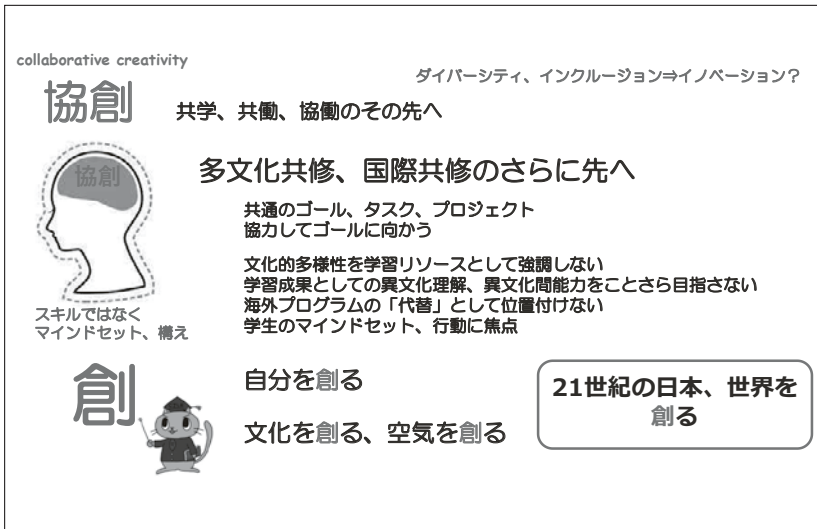 collaborative creativity
ダイバーシティ、インクルージョン⇒イノベーション?
協創
共学、共働、協働のその先へ
協創
多文化共修、国際共修のさらに先へ
共通のゴール、タスク、プロジェクト
協力してゴールに向かう
文化的多様性を学習リソースとして強調しない
学習成果としての異文化理解、異文化間能力をことさら目指さない
海外プログラムの「代替」として位置付けない
学生のマインドセット、行動に焦点
スキルではなく
マインドセット、構え
創
自分を創る
文化を創る、空気を創る
21世紀の日本、世界を
創る